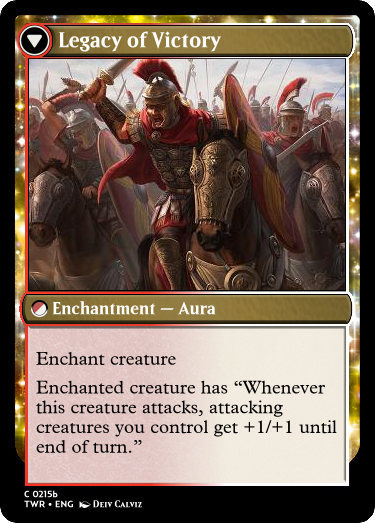 Legacy of Victory
Enchantment — Aura
Enchant creature
Enchanted creature has “Whenever
this creature attacks, attacking
creatures you control get +1/+1 until
end of turn.”
C 0215b
TWR • ENG Deiv Calviz